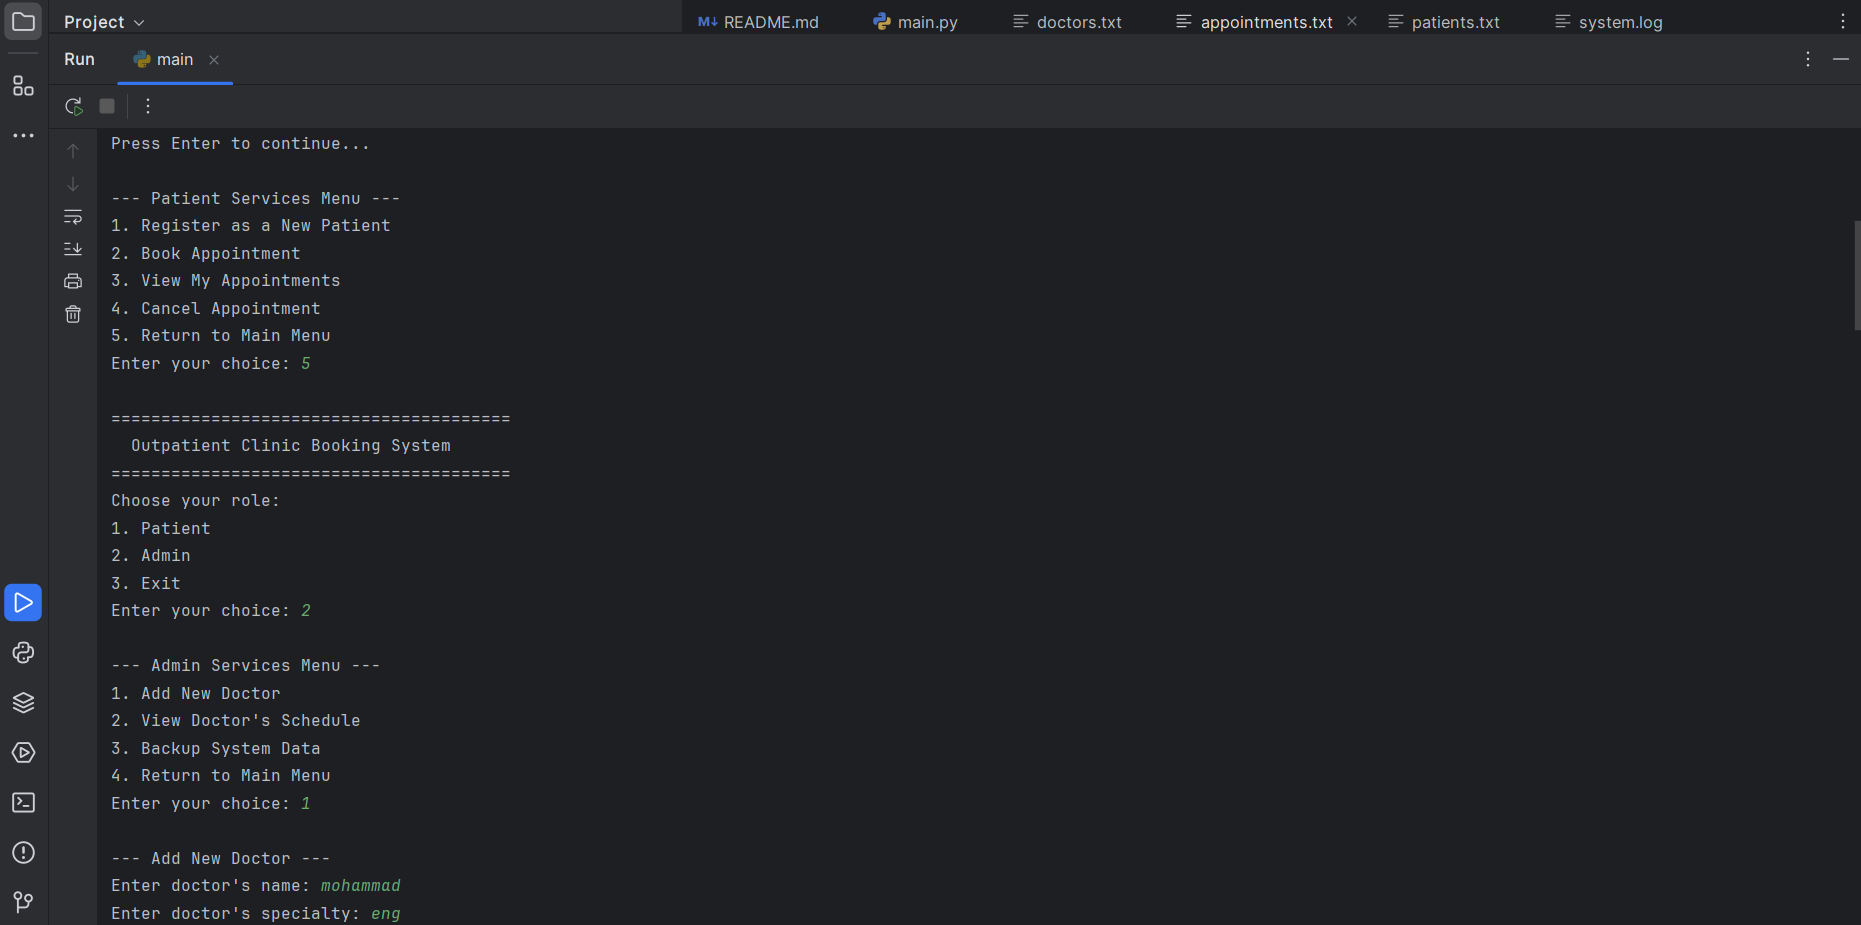 Project
README.md
main.py
doctors.txt
appointments.txt
patients.txt
system.log
Run
main
Press Enter to continue...
--- Patient Services Menu ---
1. Register as a New Patient
2. Book Appointment
3. View My Appointments
4. Cancel Appointment
5. Return to Main Menu
Enter your choice: 5
========================================
Outpatient Clinic Booking System
========================================
Choose your role:
1. Patient
2. Admin
3. Exit
Enter your choice: 2
--- Admin Services Menu ---
1. Add New Doctor
2. View Doctor's Schedule
3. Backup System Data
4. Return to Main Menu
Enter your choice: 1
--- Add New Doctor ---
Enter doctor's name: mohammad
Enter doctor's specialty: eng